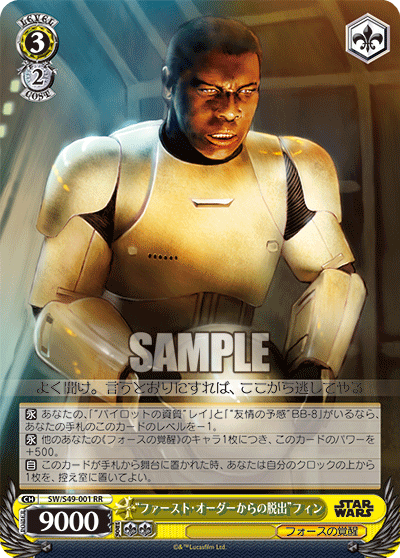 LEVEL
3
2
COST
SAMPLE
よく聞け。言うとおりにすれば、ここから逃してやる
永 あなたの、「“パイロットの資質”レイ」と「“友情の予感”BB-8」がいるなら、
あなたの手札のこのカードのレベルを－1。
永 他のあなたの《フォースの覚醒》のキャラ1枚につき、このカードのパワーを
+500。
自 このカードが手札から舞台に置かれた時、あなたは自分のクロックの上から
1枚を、控え室に置いてよい。
CH SW/S49-001 RR
“ファースト・オーダーからの脱出”フィン
STAR WARS
POWER
9000
フォースの覚醒
©&™Lucasfilm Ltd.